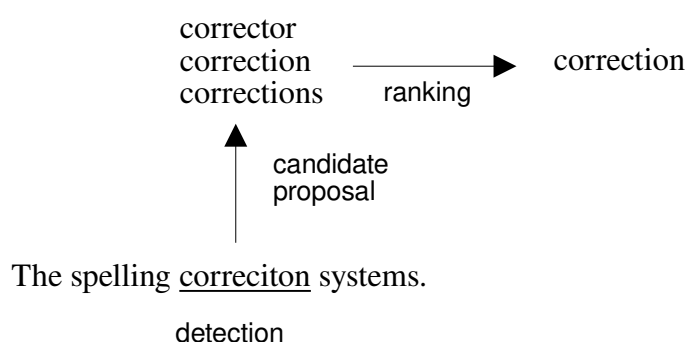 corrector
correction
corrections
ranking
correction
candidate
proposal
The spelling correciton systems.
detection